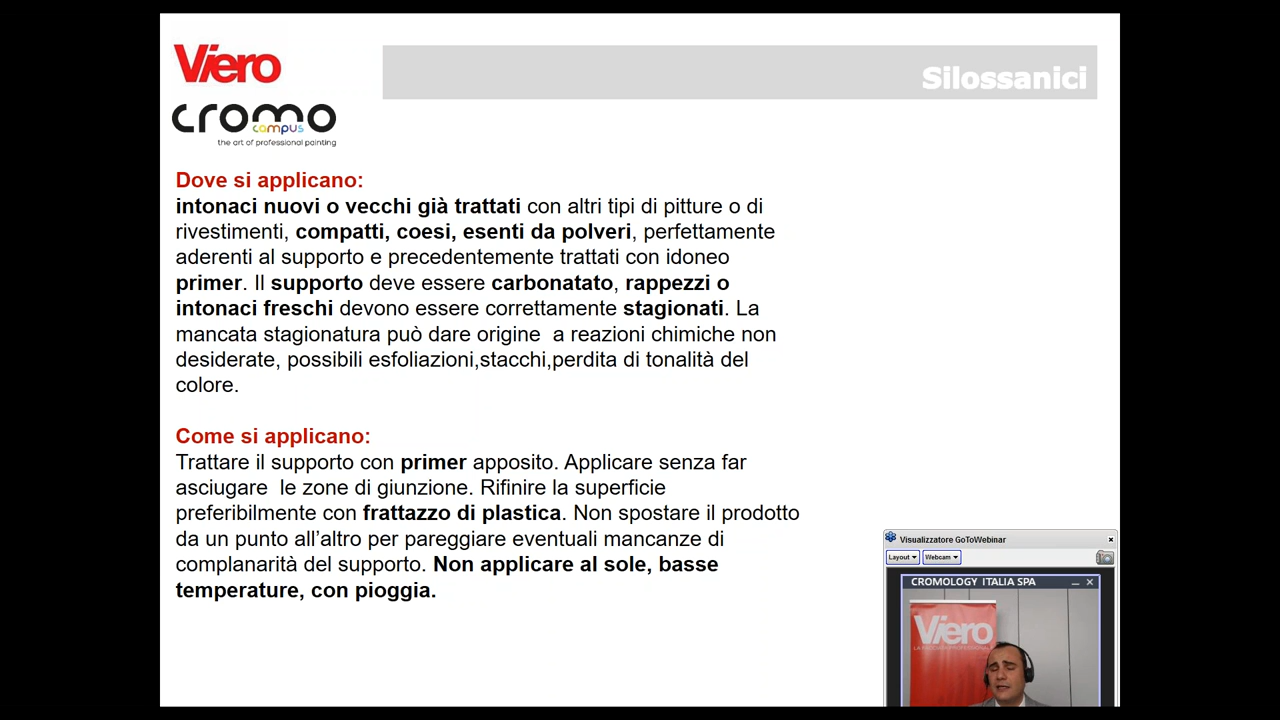 Viero
cromo
campus
the art of professional painting
Silossanici
Dove si applicano:
intonaci nuovi o vecchi già trattati con altri tipi di pitture o di
rivestimenti, compatti, coesi, esenti da polveri, perfettamente
aderenti al supporto e precedentemente trattati con idoneo
primer. Il supporto deve essere carbonatato, rappezzi o
intonaci freschi devono essere correttamente stagionati. La
mancata stagionatura può dare origine  a reazioni chimiche non
desiderate, possibili esfoliazioni,stacchi,perdita di tonalità del
colore.
Come si applicano:
Trattare il supporto con primer apposito. Applicare senza far
asciugare  le zone di giunzione. Rifinire la superficie
preferibilmente con frattazzo di plastica. Non spostare il prodotto
da un punto all’altro per pareggiare eventuali mancanze di
complanarità del supporto. Non applicare al sole, basse
temperature, con pioggia.
Visualizzatore GoToWebinar
Layout
Webcam
CROMOLOGY ITALIA SPA
Viero